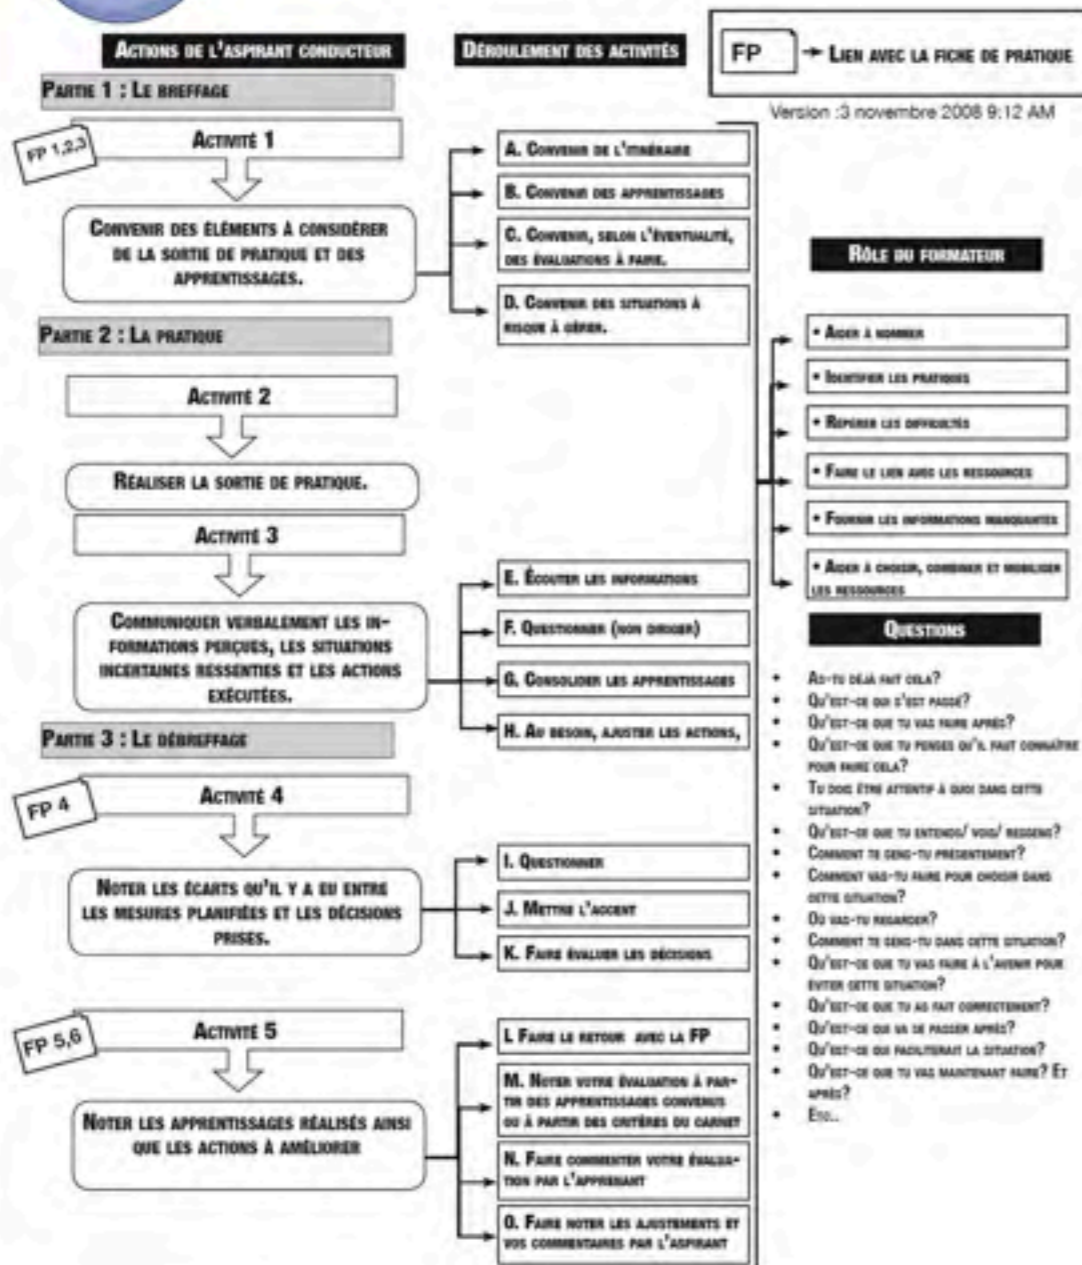 ACTIONS DE L'ASPIRANT CONDUCTEUR
DÉROULEMENT DES ACTIVITÉS
FP
LIEN AVEC LA FICHE DE PRATIQUE
Version :3 novembre 2008 9:12 AM
PARTIE 1 : LE BREFFAGE
FP 1,2,3
ACTIVITÉ 1
CONVENIR DES ÉLÉMENTS À CONSIDÉRER
DE LA SORTIE DE PRATIQUE ET DES
APPRENTISSAGES.
A. CONVENIR DE L'ITINÉRAIRE
B. CONVENIR DES APPRENTISSAGES
C. CONVENIR, SELON L'ÉVENTUALITÉ,
DES ÉVALUATIONS À FAIRE.
D. CONVENIR DES SITUATIONS À
RISQUE À GÉRER.
PARTIE 2 : LA PRATIQUE
ACTIVITÉ 2
RÉALISER LA SORTIE DE PRATIQUE.
ACTIVITÉ 3
COMMUNIQUER VERBALEMENT LES IN-
FORMATIONS PERÇUES, LES SITUATIONS
INCERTAINES RESSENTIES ET LES ACTIONS
EXÉCUTÉES.
E. ÉCOUTER LES INFORMATIONS
F. QUESTIONNER (NON DIRIGER)
G. CONSOLIDER LES APPRENTISSAGES
H. AU BESOIN, AJUSTER LES ACTIONS,
PARTIE 3 : LE DÉBREFFAGE
FP 4
ACTIVITÉ 4
NOTER LES ÉCARTS QU'IL Y A EU ENTRE
LES MESURES PLANIFIÉES ET LES DÉCISIONS
PRISES.
I. QUESTIONNER
J. METTRE L'ACCENT
K. FAIRE ÉVALUER LES DÉCISIONS
FP 5,6
ACTIVITÉ 5
NOTER LES APPRENTISSAGES RÉALISÉS AINSI
QUE LES ACTIONS À AMÉLIORER
L FAIRE LE RETOUR AVEC LA FP
M. NOTER VOTRE ÉVALUATION À PAR-
TIR DES APPRENTISSAGES CONVENUS
OU À PARTIR DES CRITÈRES DU CARNET
N. FAIRE COMMENTER VOTRE ÉVALUA-
TION PAR L'APPRENANT
O. FAIRE NOTER LES AJUSTEMENTS ET
VOS COMMENTAIRES PAR L'ASPIRANT
RÔLE DU FORMATEUR
• AIDER À NOMMER
• IDENTIFIER LES PRATIQUES
• REPÉRER LES DIFFICULTÉS
• FAIRE LE LIEN AVEC LES RESSOURCES
• FOURNIR LES INFORMATIONS MANQUANTES
• AIDER À CHOISIR, COMBINER ET MOBILISER
LES RESSOURCES
QUESTIONS
• AS-TU DÉJÀ FAIT CELA?
• QU'EST-CE QUI S'EST PASSÉ?
• QU'EST-CE QUE TU VAS FAIRE APRÈS?
• QU'EST-CE QUE TU PENSES QU'IL FAUT CONNAÎTRE
POUR FAIRE CELA?
• TU DOIS ÊTRE ATTENTIF À QUOI DANS CETTE
SITUATION?
• QU'EST-CE QUE TU ENTENDS/ VOIS/ RESSENS?
• COMMENT TE SENS-TU PRÉSENTEMENT?
• COMMENT VAS-TU FAIRE POUR CHOISIR DANS
CETTE SITUATION?
• OÙ VAS-TU REGARDER?
• COMMENT TE SENS-TU DANS CETTE SITUATION?
• QU'EST-CE QUE TU VAS FAIRE À L'AVENIR POUR
ÉVITER CETTE SITUATION?
• QU'EST-CE QUE TU AS FAIT CORRECTEMENT?
• QU'EST-CE QUI VA SE PASSER APRÈS?
• QU'EST-CE QUI FACILITERAIT LA SITUATION?
• QU'EST-CE QUE TU VAS MAINTENANT FAIRE? ET
APRÈS?
• ETC..